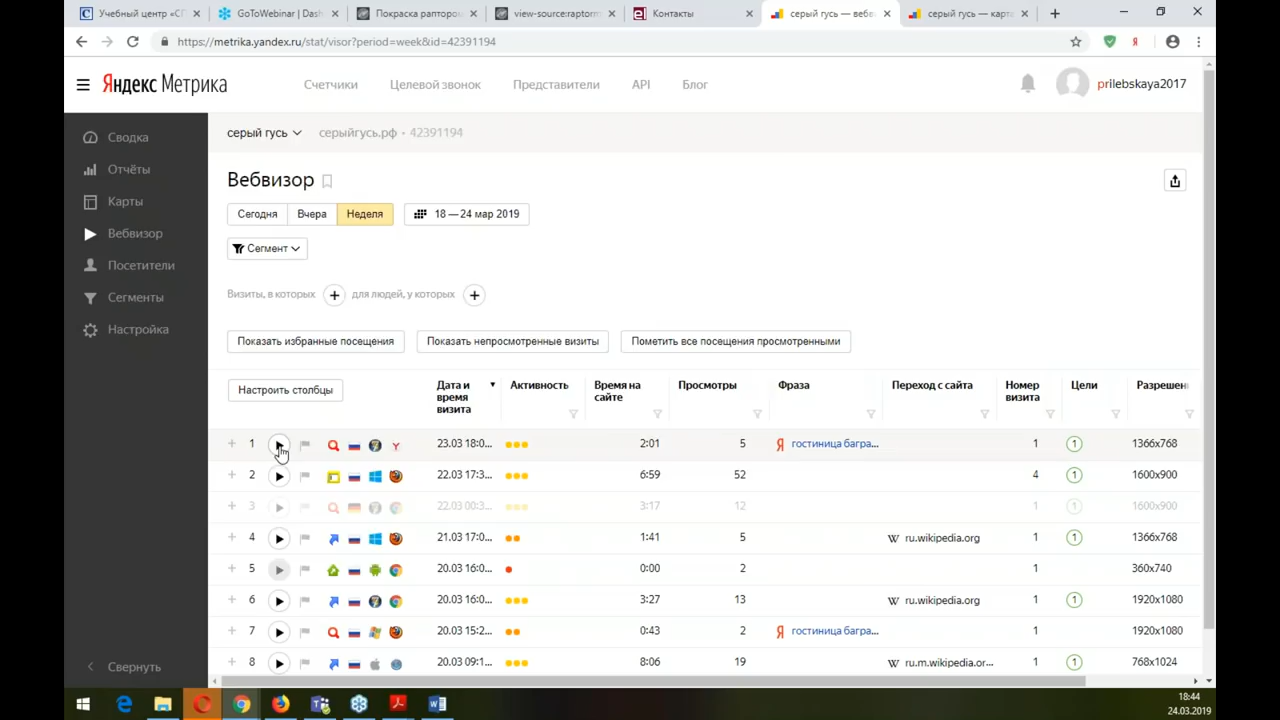 Учебный центр «СГ
GoToWebinar | Dash
Покраска рапторо
view-source:raptorm
Контакты
серый гусь — вебв
серый гусь — карта
https://metrika.yandex.ru/stat/visor?period=week&id=42391194
Яндекс Метрика
Счетчики
Целевой звонок
Представители
API
Блог
prilebskaya2017
Сводка
Отчёты
Карты
Вебвизор
Посетители
Сегменты
Настройка
Свернуть
серый гусь
серыйгусь.рф • 42391194
Вебвизор
Сегодня
Вчера
Неделя
18 — 24 мар 2019
Сегмент
Визиты, в которых + для людей, у которых +
Показать избранные посещения
Показать непросмотренные визиты
Пометить все посещения просмотренными
Настроить столбцы
Дата и время визита
Активность
Время на сайте
Просмотры
Фраза
Переход с сайта
Номер визита
Цели
Разрешен
1 23.03 18:0... 2:01 5 гостиница багра... 1 1 1366x768
2 22.03 17:3... 6:59 52 4 1 1600x900
3 22.03 00:3... 3:17 12 1 1 1600x900
4 21.03 17:0... 1:41 5 ru.wikipedia.org 1 1 1366x768
5 20.03 16:0... 0:00 2 1 360x740
6 20.03 16:0... 3:27 13 ru.wikipedia.org 1 1 1920x1080
7 20.03 15:2... 0:43 2 гостиница багра... 1 1920x1080
8 20.03 09:1... 8:06 19 ru.m.wikipedia.or... 1 1 768x1024
18:44
24.03.2019